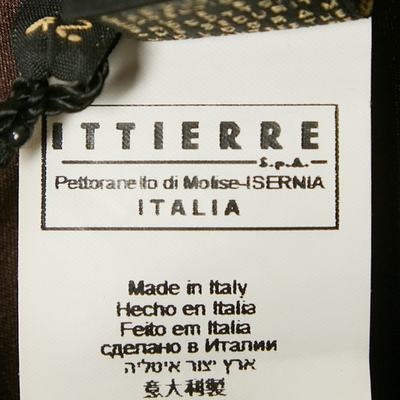 ITTIERRE
S.p.A.
Pettoranello di Molise-ISERNIA
ITALIA
Made in Italy
Hecho en Italia
Feito em Italia
сделано в Италии
ארץ יצור איטליה
意大利製